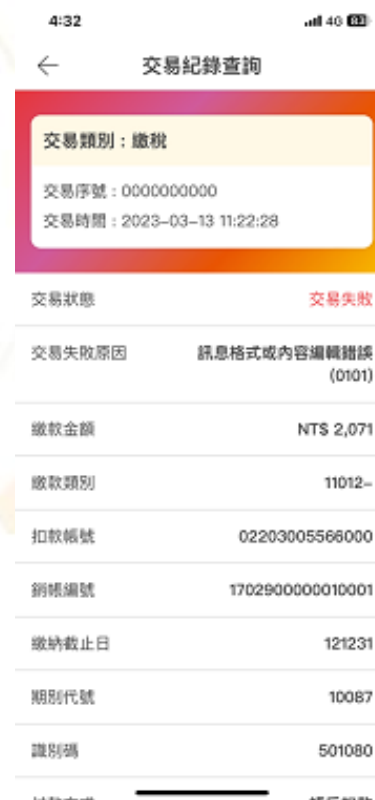 4:32
4G 83
交易紀錄查詢
交易類別：繳稅
交易序號：0000000000
交易時間：2023-03-13 11:22:28
交易狀態 交易失敗
交易失敗原因 訊息格式或內容編輯錯誤
(0101)
繳款金額 NT$ 2,071
繳款類別 11012-
扣款帳號 02203005566000
銷帳編號 1702900000010001
繳納截止日 121231
期別代號 10087
識別碼 501080